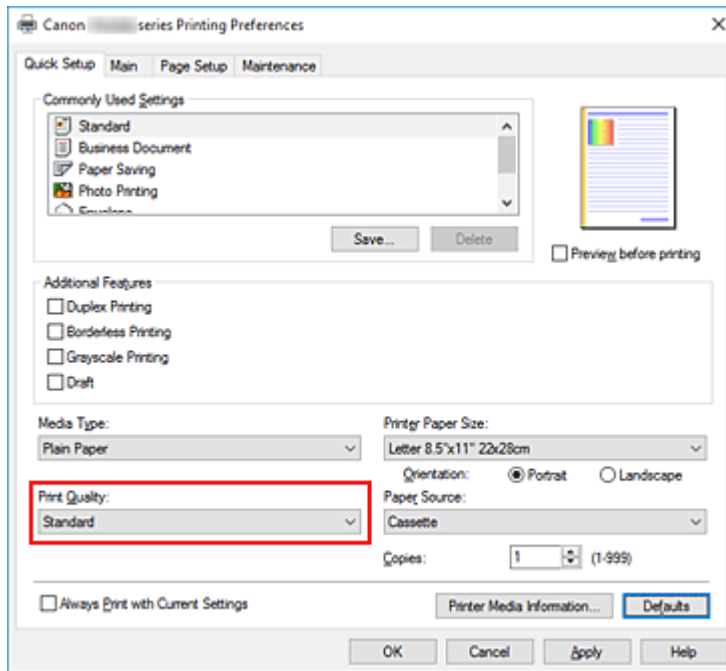 Canon series Printing Preferences
Quick Setup Main Page Setup Maintenance
Commonly Used Settings
Standard
Business Document
Paper Saving
Photo Printing
Save... Delete
Preview before printing
Additional Features
Duplex Printing
Borderless Printing
Grayscale Printing
Draft
Media Type:
Plain Paper
Printer Paper Size:
Letter 8.5"x11" 22x28cm
Orientation: Portrait Landscape
Print Quality:
Standard
Paper Source:
Cassette
Copies: 1 (1-999)
Always Print with Current Settings
Printer Media Information... Defaults
OK Cancel Apply Help